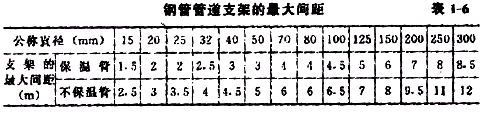 钢管管道支架的最大间距 表 1-6
公称直径(mm) 15 20 25 32 40 50 70 80 100 125 150 200 250 300
支架的最大间距(m) 保温管 1.5 2 2 2.5 3 3 4 4 4.5 5 6 7 8 8.5
不保温管 2.5 3 3.5 4 4.5 5 6 6 6.5 7 8 9.5 11 12